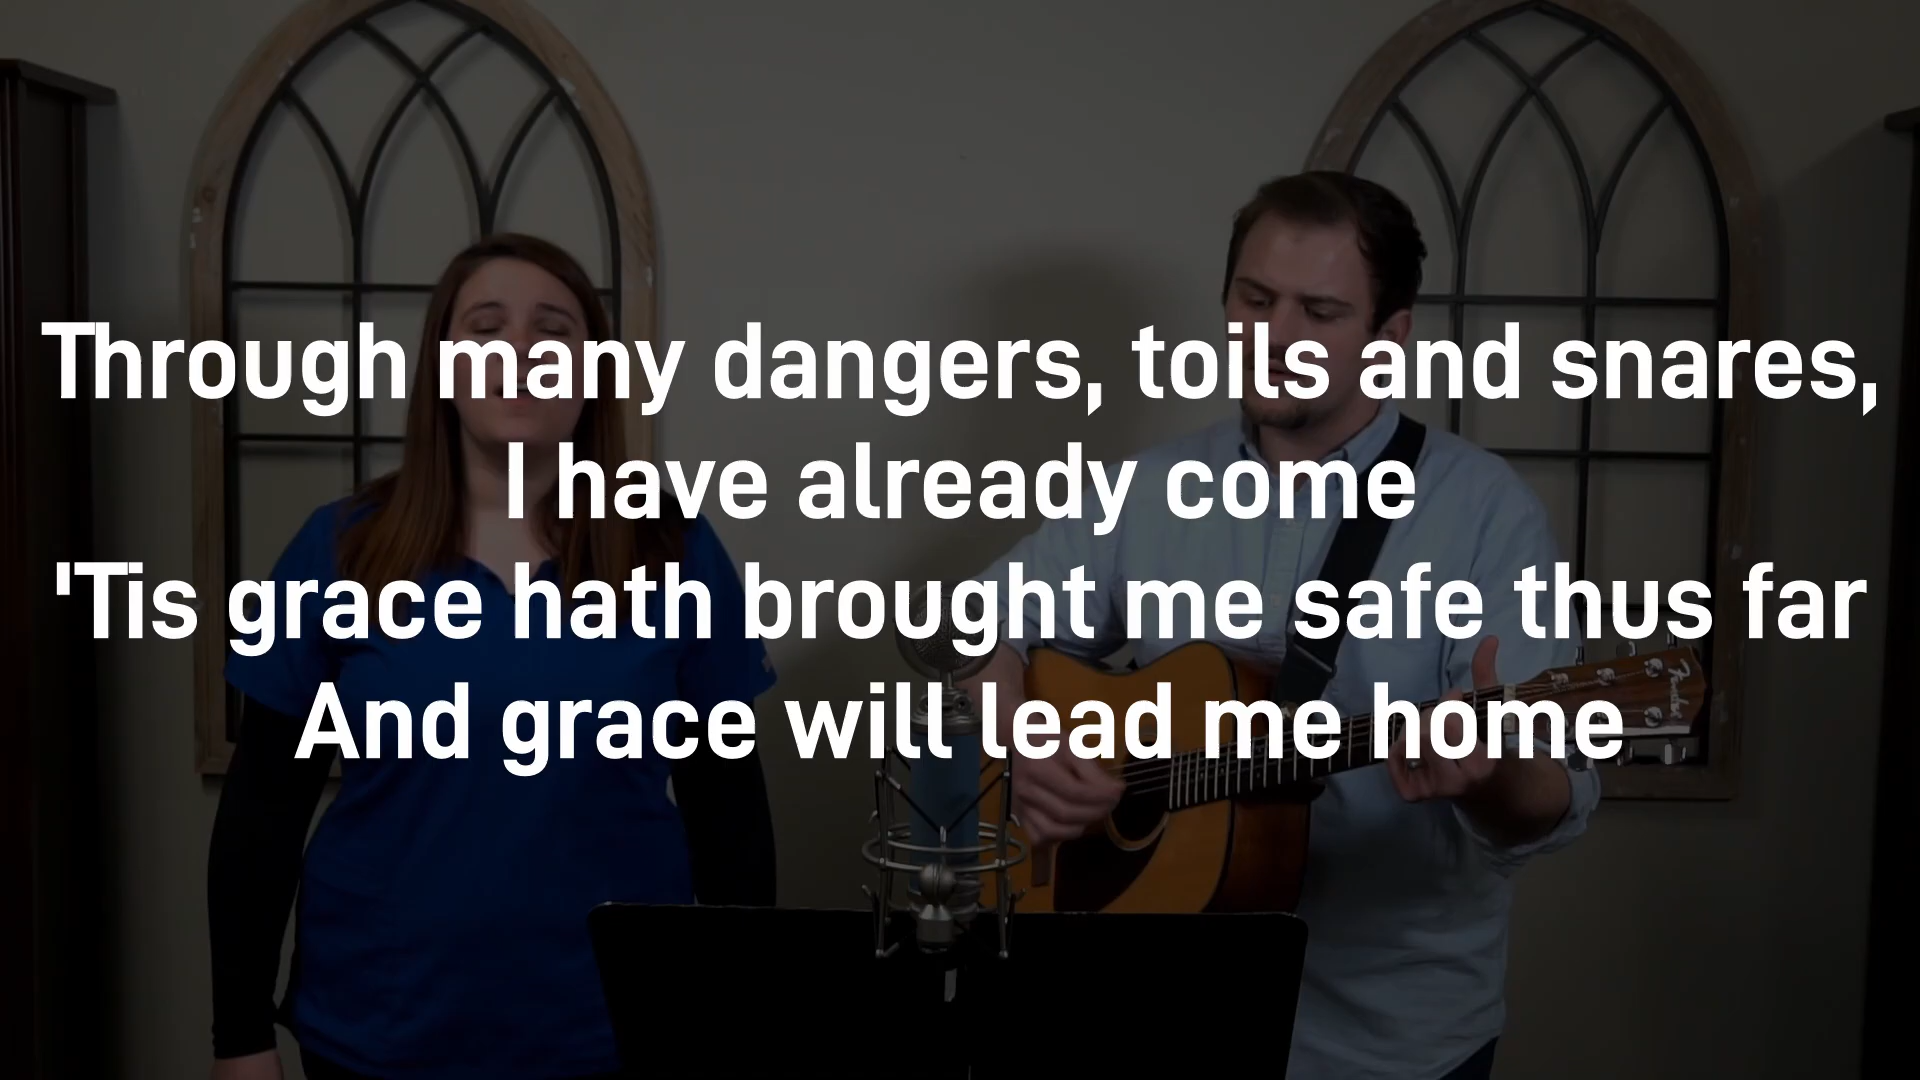 Through many dangers, toils and snares,
I have already come
'Tis grace hath brought me safe thus far
And grace will lead me home
Fender